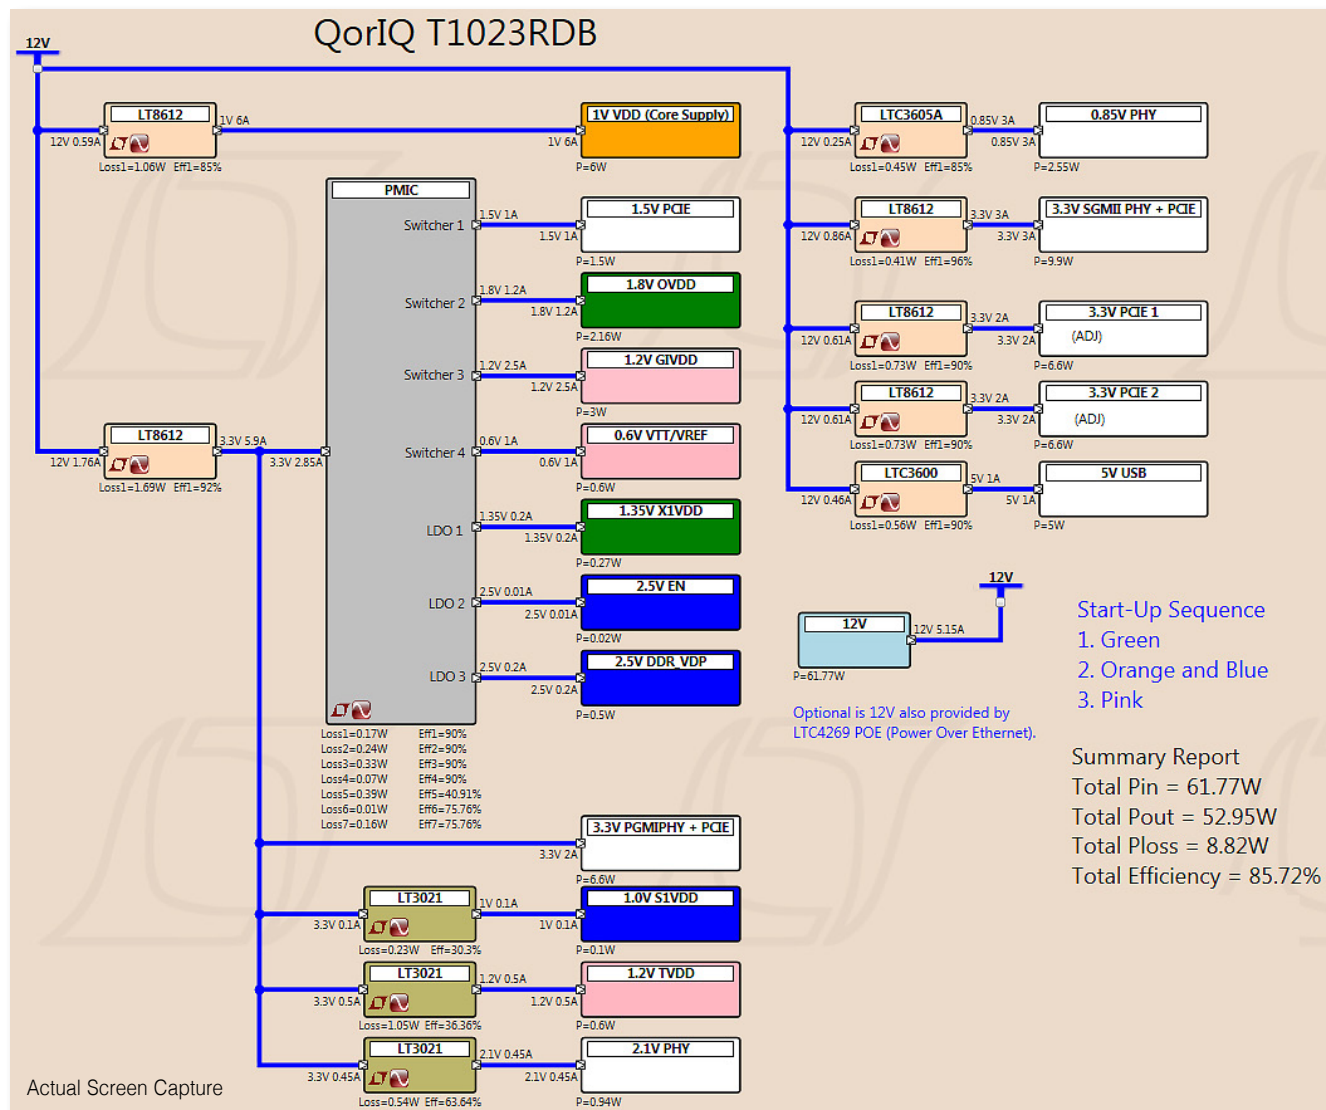 QorIQ T1023RDB
12V
LT8612
1V 6A
12V 0.59A
Loss1=1.06W Eff1=85%
1V VDD (Core Supply)
1V 6A
P=6W
PMIC
Switcher 1
1.5V 1A
1.5V PCIE
1.5V 1A
P=1.5W
Switcher 2
1.8V 1.2A
1.8V OVDD
1.8V 1.2A
P=2.16W
Switcher 3
1.2V 2.5A
1.2V GIVDD
1.2V 2.5A
P=3W
Switcher 4
0.6V 1A
0.6V VTT/VREF
0.6V 1A
P=0.6W
LDO 1
1.35V 0.2A
1.35V X1VDD
1.35V 0.2A
P=0.27W
LDO 2
2.5V 0.01A
2.5V EN
2.5V 0.01A
P=0.02W
LDO 3
2.5V 0.2A
2.5V DDR_VDP
2.5V 0.2A
P=0.5W
LT8612
3.3V 5.9A
12V 1.76A
Loss1=1.69W Eff1=92%
3.3V 2.85A
Loss1=0.17W Eff1=90%
Loss2=0.24W Eff2=90%
Loss3=0.33W Eff3=90%
Loss4=0.07W Eff4=90%
Loss5=0.39W Eff5=40.91%
Loss6=0.01W Eff6=75.76%
Loss7=0.16W Eff7=75.76%
3.3V PGMIPHY + PCIE
3.3V 2A
P=6.6W
LT3021
1V 0.1A
3.3V 0.1A
Loss=0.23W Eff=30.3%
1.0V S1VDD
1V 0.1A
P=0.1W
LT3021
1.2V 0.5A
3.3V 0.5A
Loss=1.05W Eff=36.36%
1.2V TVDD
1.2V 0.5A
P=0.6W
LT3021
2.1V 0.45A
3.3V 0.45A
Loss=0.54W Eff=63.64%
2.1V PHY
2.1V 0.45A
P=0.94W
LTC3605A
0.85V 3A
12V 0.25A
Loss1=0.45W Eff1=85%
0.85V PHY
0.85V 3A
P=2.55W
LT8612
3.3V 3A
12V 0.86A
Loss1=0.41W Eff1=96%
3.3V SGMII PHY + PCIE
3.3V 3A
P=9.9W
LT8612
3.3V 2A
12V 0.61A
Loss1=0.73W Eff1=90%
3.3V PCIE 1
(ADJ)
3.3V 2A
P=6.6W
LT8612
3.3V 2A
12V 0.61A
Loss1=0.73W Eff1=90%
3.3V PCIE 2
(ADJ)
3.3V 2A
P=6.6W
LTC3600
5V 1A
12V 0.46A
Loss1=0.56W Eff1=90%
5V USB
5V 1A
P=5W
12V
12V
12V 5.15A
P=61.77W
Optional is 12V also provided by
LTC4269 POE (Power Over Ethernet).
Start-Up Sequence
1. Green
2. Orange and Blue
3. Pink
Summary Report
Total Pin = 61.77W
Total Pout = 52.95W
Total Ploss = 8.82W
Total Efficiency = 85.72%
Actual Screen Capture